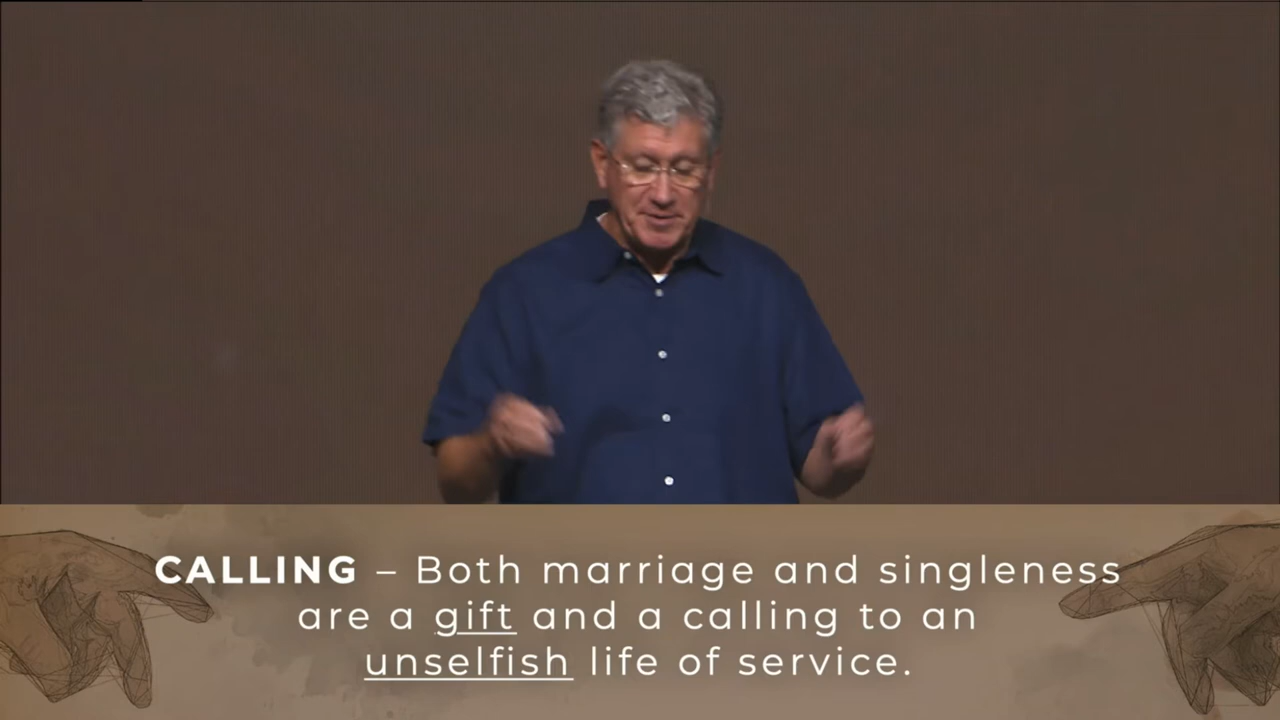 CALLING – Both marriage and singleness
are a gift and a calling to an
unselfish life of service.